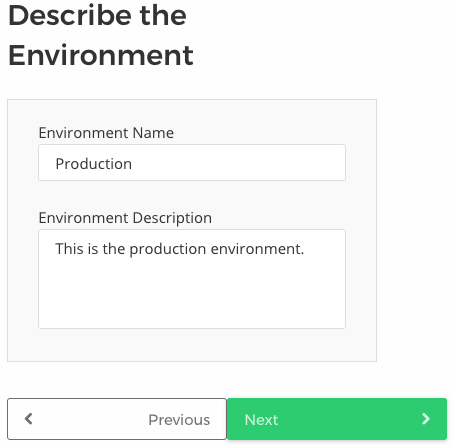 Describe the
Environment
Environment Name
Production
Environment Description
This is the production environment.
Previous
Next